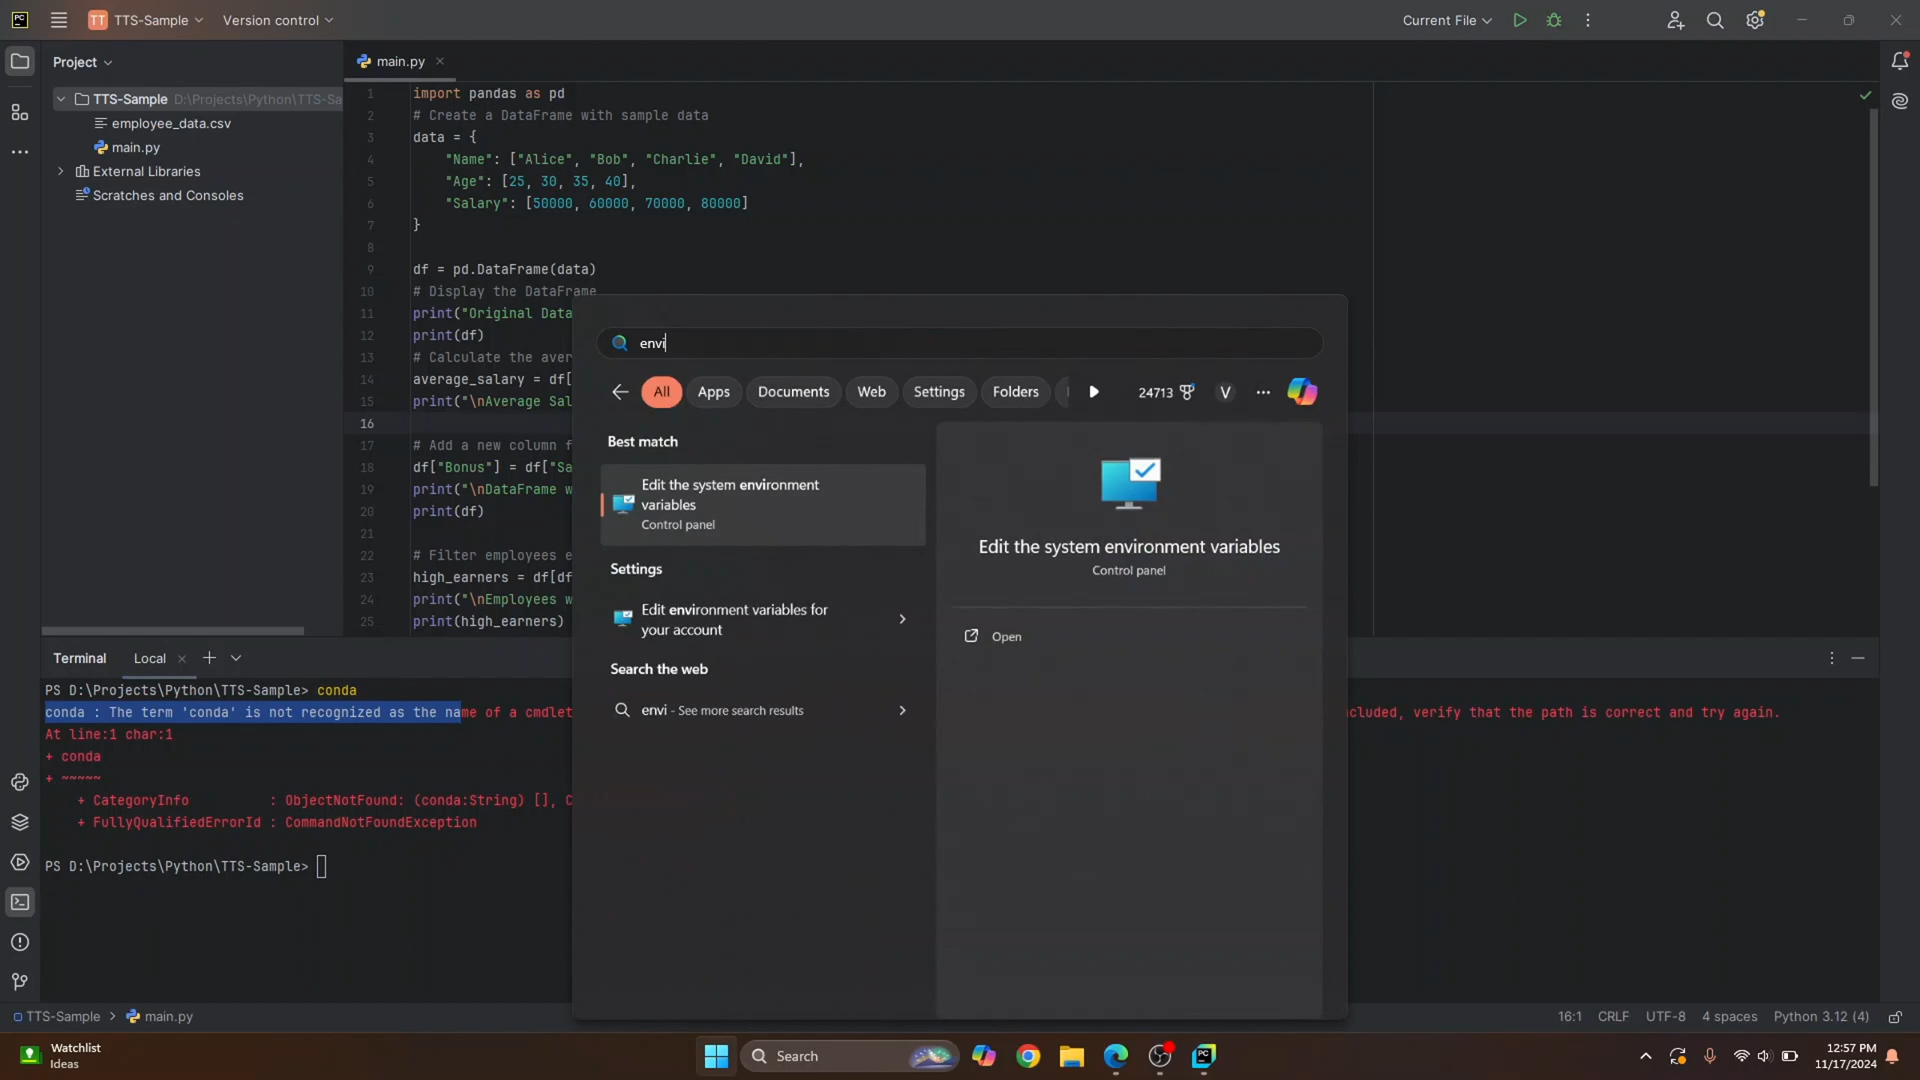 PC
TT TTS-Sample
Version control
Current File
Project
main.py
TTS-Sample D:\Projects\Python\TTS-Sa
employee_data.csv
main.py
External Libraries
Scratches and Consoles
1 import pandas as pd
2 # Create a DataFrame with sample data
3 data = {
4 "Name": ["Alice", "Bob", "Charlie", "David"],
5 "Age": [25, 30, 35, 40],
6 "Salary": [50000, 60000, 70000, 80000]
7 }
8
9 df = pd.DataFrame(data)
10 # Display the DataFrame
11 print("Original Data
12 print(df)
13 # Calculate the aver
14 average_salary = df[
15 print("\nAverage Sal
16
17 # Add a new column f
18 df["Bonus"] = df["Sa
19 print("\nDataFrame w
20 print(df)
21
22 # Filter employees e
23 high_earners = df[df
24 print("\nEmployees w
25 print(high_earners)
envi
All Apps Documents Web Settings Folders 24713 V
Best match
Edit the system environment
variables
Control panel
Settings
Edit environment variables for
your account
Search the web
envi - See more search results
Edit the system environment variables
Control panel
Open
Terminal Local
PS D:\Projects\Python\TTS-Sample> conda
conda : The term 'conda' is not recognized as the name of a cmdlet
cluded, verify that the path is correct and try again.
At line:1 char:1
+ conda
+ ~~~~~
+ CategoryInfo : ObjectNotFound: (conda:String) [], C
+ FullyQualifiedErrorId : CommandNotFoundException
PS D:\Projects\Python\TTS-Sample>
TTS-Sample > main.py
16:1 CRLF UTF-8 4 spaces Python 3.12 (4)
Watchlist
Ideas
Search
PC
12:57 PM
11/17/2024